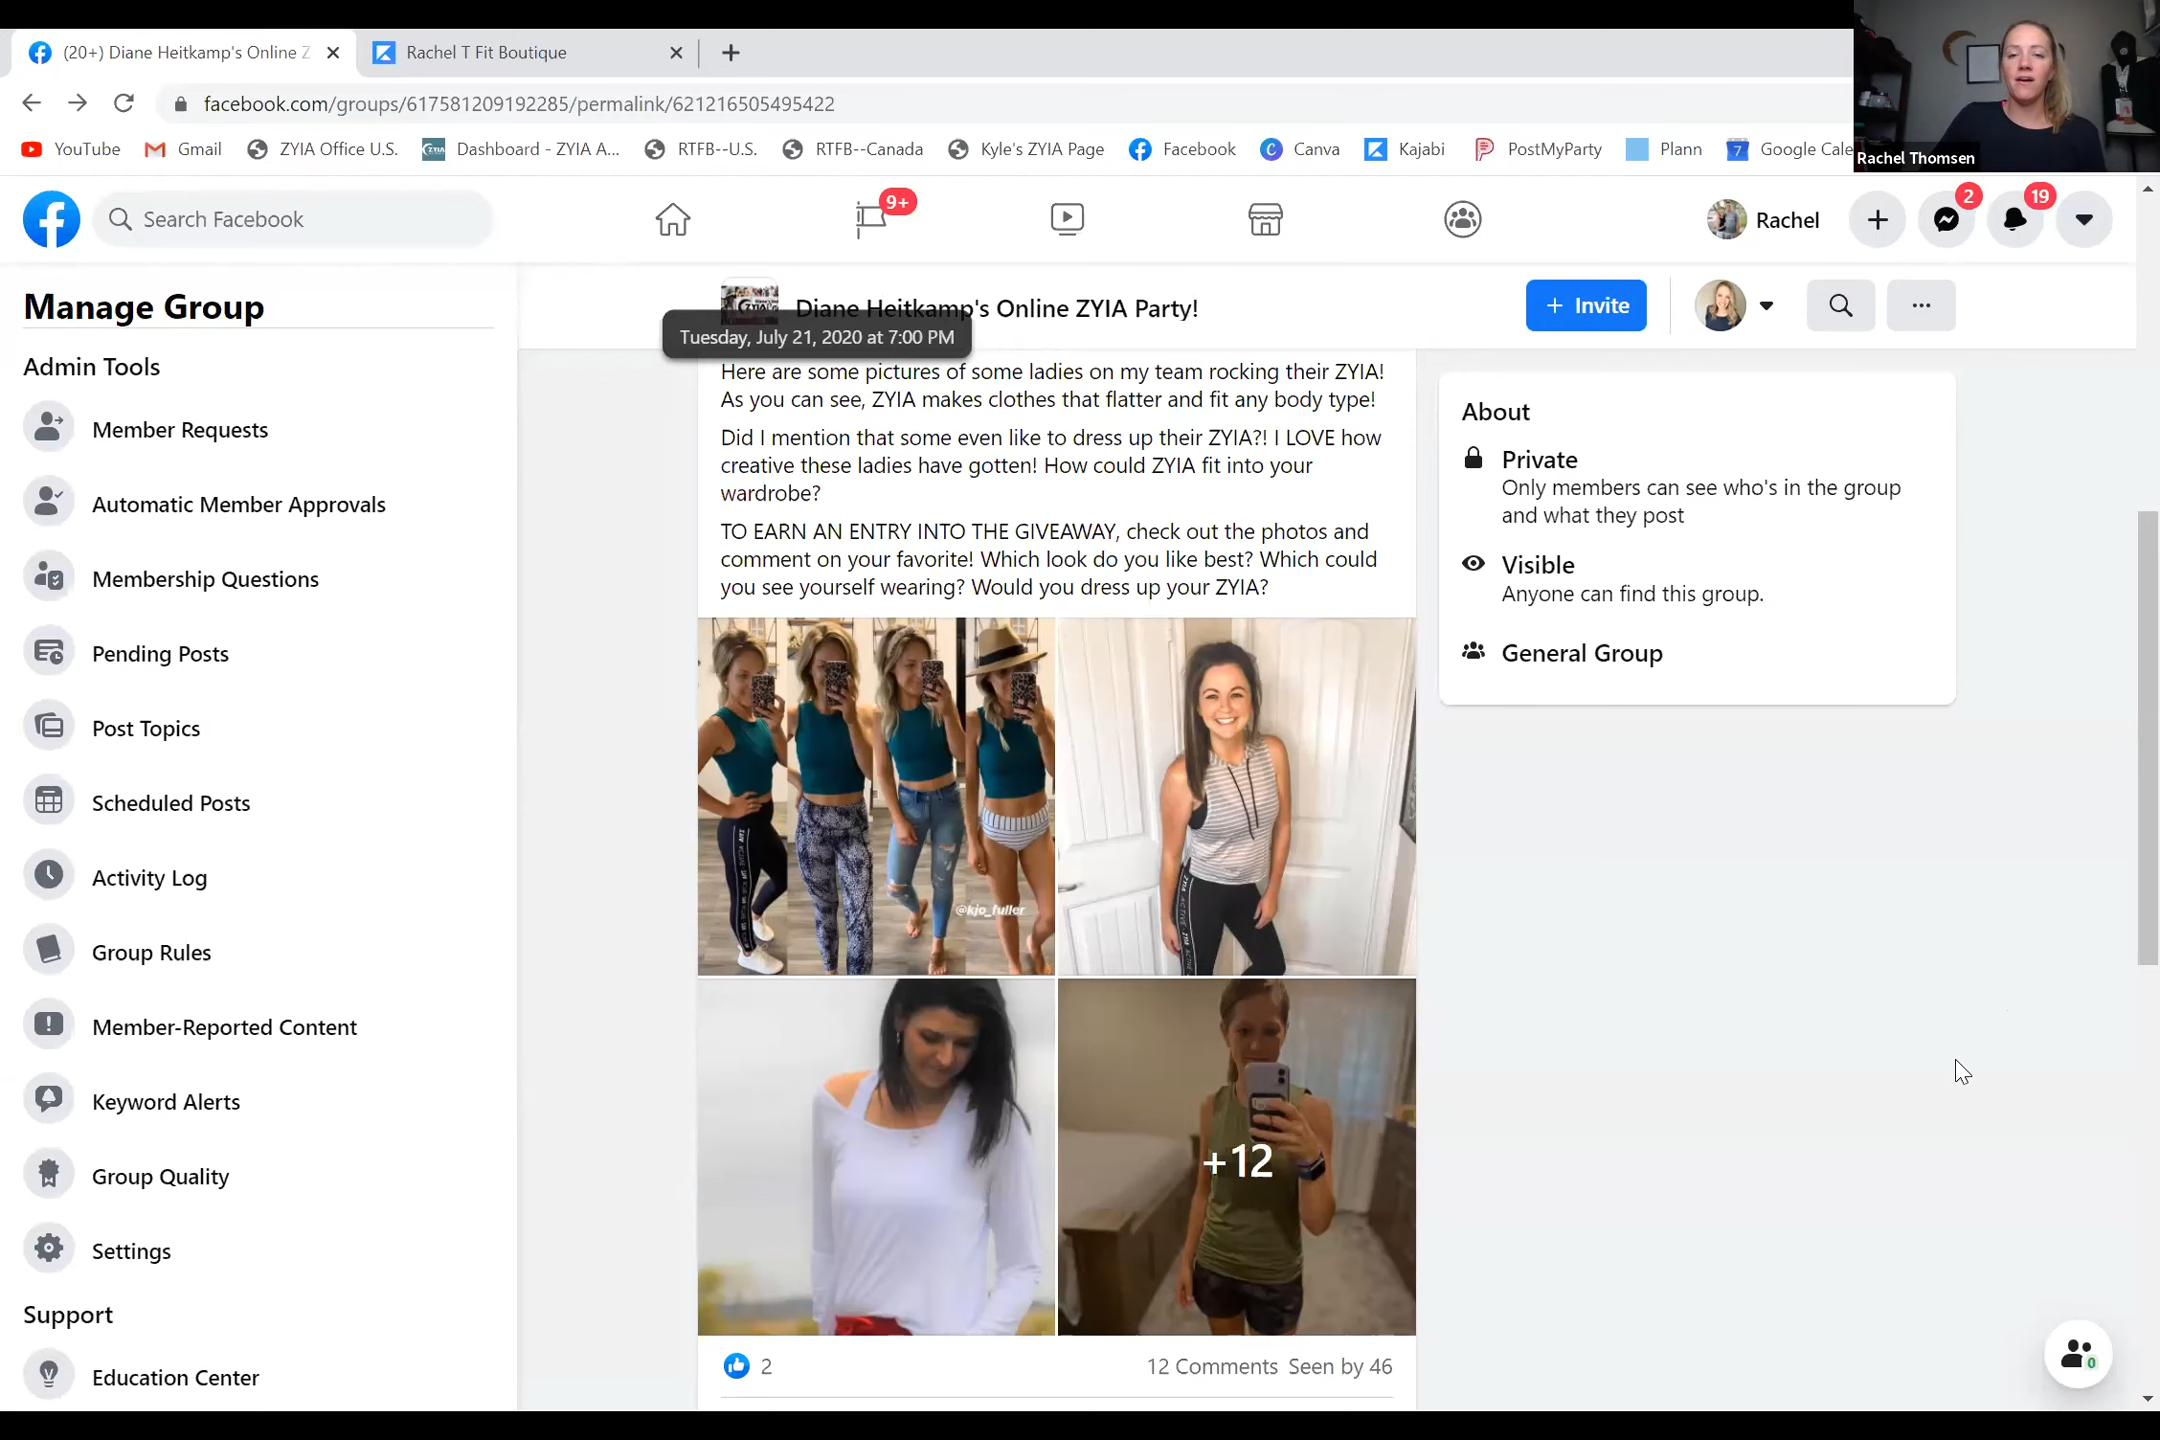 (20+) Diane Heitkamp's Online Z
Rachel T Fit Boutique
facebook.com/groups/617581209192285/permalink/621216505495422
YouTube
Gmail
ZYIA Office U.S.
Dashboard - ZYIA A...
RTFB--U.S.
RTFB--Canada
Kyle's ZYIA Page
Facebook
Canva
Kajabi
PostMyParty
Plann
7
Google Cale
Rachel Thomsen
Search Facebook
9+
Rachel
2
19
Manage Group
Diane Heitkamp's Online ZYIA Party!
+ Invite
Tuesday, July 21, 2020 at 7:00 PM
Admin Tools
Member Requests
Automatic Member Approvals
Membership Questions
Pending Posts
Post Topics
Scheduled Posts
Activity Log
Group Rules
Member-Reported Content
Keyword Alerts
Group Quality
Settings
Support
Education Center
Here are some pictures of some ladies on my team rocking their ZYIA!
As you can see, ZYIA makes clothes that flatter and fit any body type!
Did I mention that some even like to dress up their ZYIA?! I LOVE how
creative these ladies have gotten! How could ZYIA fit into your
wardrobe?
TO EARN AN ENTRY INTO THE GIVEAWAY, check out the photos and
comment on your favorite! Which look do you like best? Which could
you see yourself wearing? Would you dress up your ZYIA?
@kjo_fuller
+12
2
12 Comments Seen by 46
About
Private
Only members can see who's in the group
and what they post
Visible
Anyone can find this group.
General Group
0